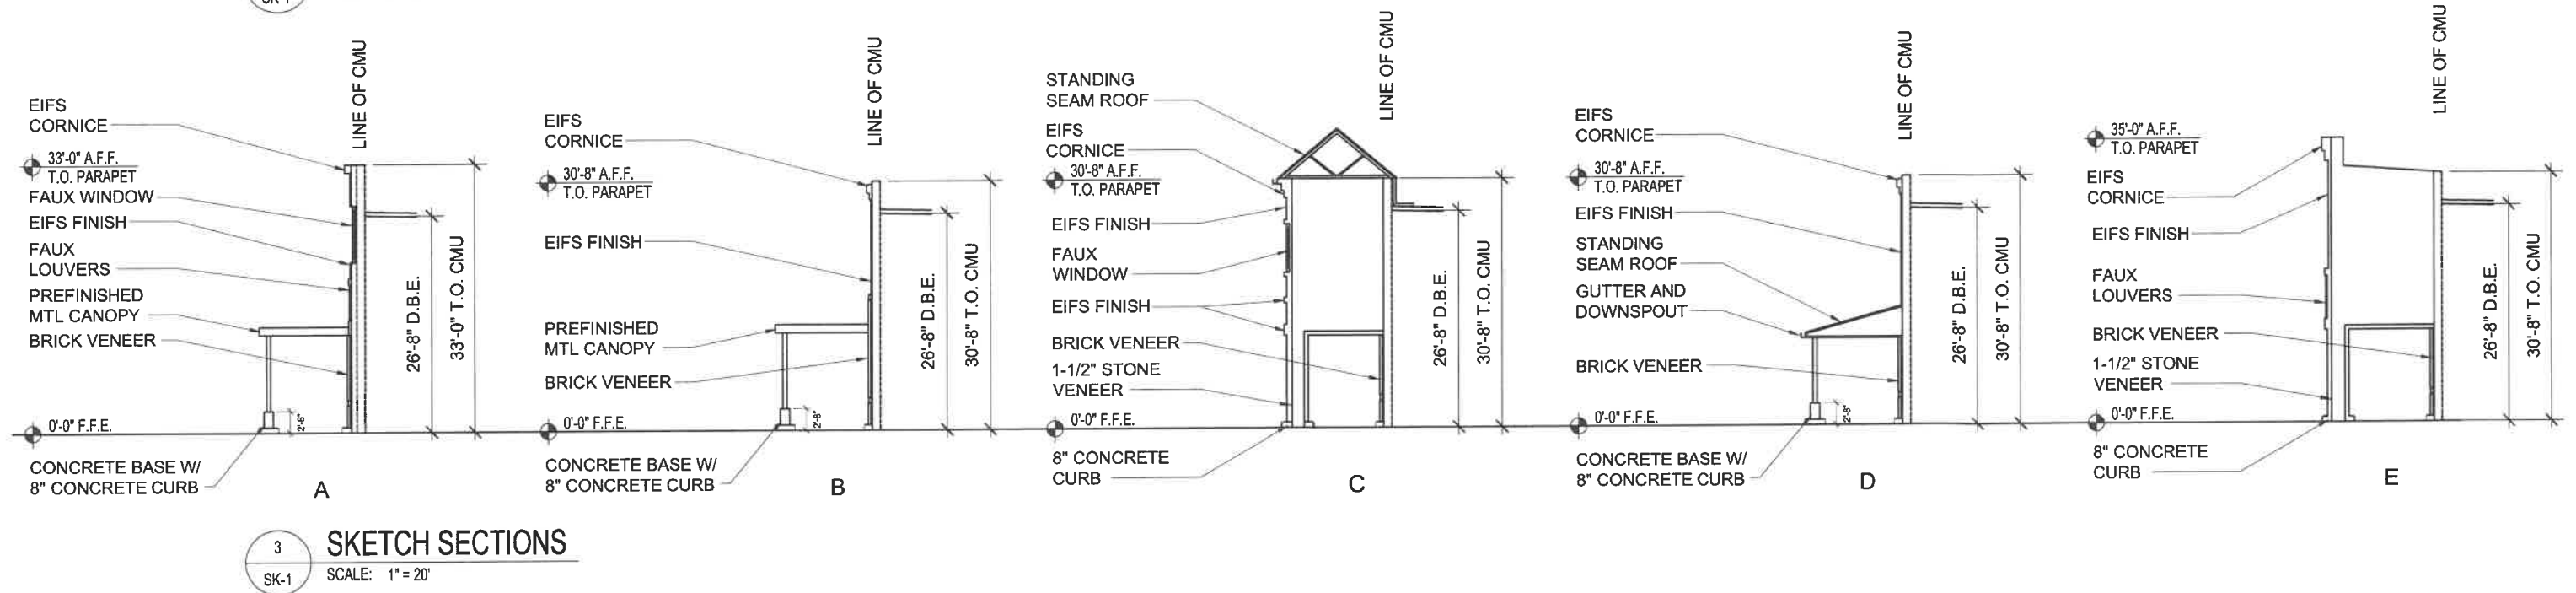 SK-1
LINE OF CMU
EIFS
CORNICE
33'-0" A.F.F.
T.O. PARAPET
FAUX WINDOW
EIFS FINISH
FAUX
LOUVERS
PREFINISHED
MTL CANOPY
BRICK VENEER
26'-8" D.B.E.
33'-0" T.O. CMU
2'-8"
0'-0" F.F.E.
CONCRETE BASE W/
8" CONCRETE CURB
A
LINE OF CMU
EIFS
CORNICE
30'-8" A.F.F.
T.O. PARAPET
EIFS FINISH
PREFINISHED
MTL CANOPY
BRICK VENEER
26'-8" D.B.E.
30'-8" T.O. CMU
2'-8"
0'-0" F.F.E.
CONCRETE BASE W/
8" CONCRETE CURB
B
LINE OF CMU
STANDING
SEAM ROOF
EIFS
CORNICE
30'-8" A.F.F.
T.O. PARAPET
EIFS FINISH
FAUX
WINDOW
EIFS FINISH
BRICK VENEER
1-1/2" STONE
VENEER
26'-8" D.B.E.
30'-8" T.O. CMU
0'-0" F.F.E.
8" CONCRETE
CURB
C
LINE OF CMU
EIFS
CORNICE
30'-8" A.F.F.
T.O. PARAPET
EIFS FINISH
STANDING
SEAM ROOF
GUTTER AND
DOWNSPOUT
BRICK VENEER
26'-8" D.B.E.
30'-8" T.O. CMU
2'-8"
0'-0" F.F.E.
CONCRETE BASE W/
8" CONCRETE CURB
D
LINE OF CMU
35'-0" A.F.F.
T.O. PARAPET
EIFS
CORNICE
EIFS FINISH
FAUX
LOUVERS
BRICK VENEER
1-1/2" STONE
VENEER
26'-8" D.B.E.
30'-8" T.O. CMU
0'-0" F.F.E.
8" CONCRETE
CURB
E
3
SK-1
SKETCH SECTIONS
SCALE: 1" = 20'